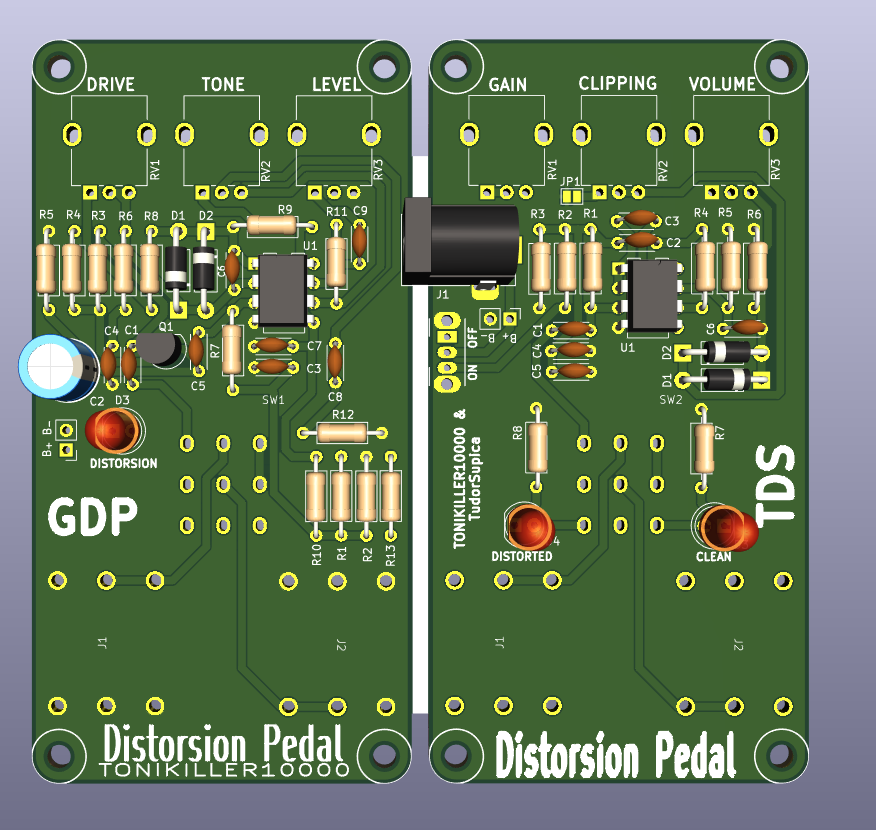 DRIVE TONE LEVEL
RV1 RV2 RV3
R5 R4 R3 R6 R8 D1 D2 R9 R11 C9
U1
C6
C4 C1 Q1
R7 C7
C5 C3
C8
C2 D3 SW1
B-
B+
R12
DISTORSION
GDP
R10 R1 R2 R13
J1 J2
Distorsion Pedal
TONIKILLER10000
GAIN CLIPPING VOLUME
RV1 RV2 RV3
JP1
R3 R2 R1 C3 R4 R5 R6
C2
J1
B- B+
OFF
ON
C1 U1 C6
C4 D2
C5 D1
SW2
TONIKILLER10000 &
TudorSupica
R8 R7
TDS
DISTORTED CLEAN
J1 J2
Distorsion Pedal